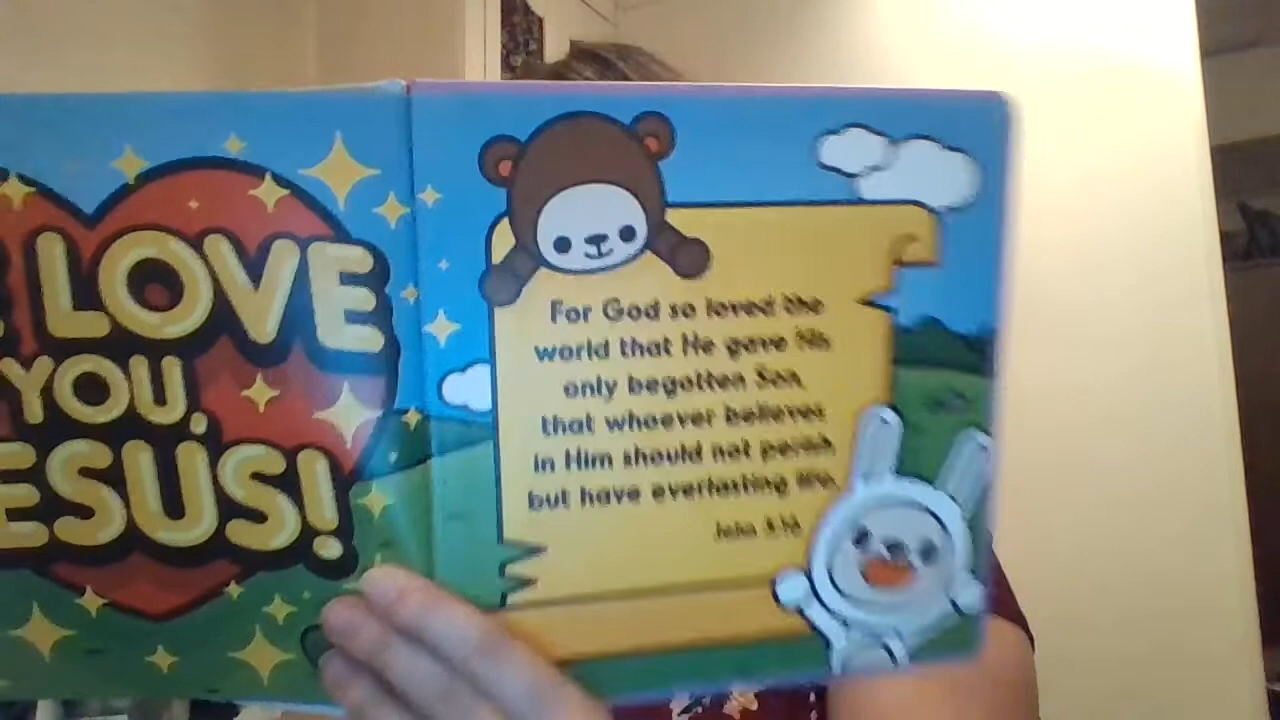 LOVE
YOU,
ESUS!
For God so loved the
world that He gave His
only begotten Son,
that whoever believes
in Him should not perish
but have everlasting life.
John 3:16